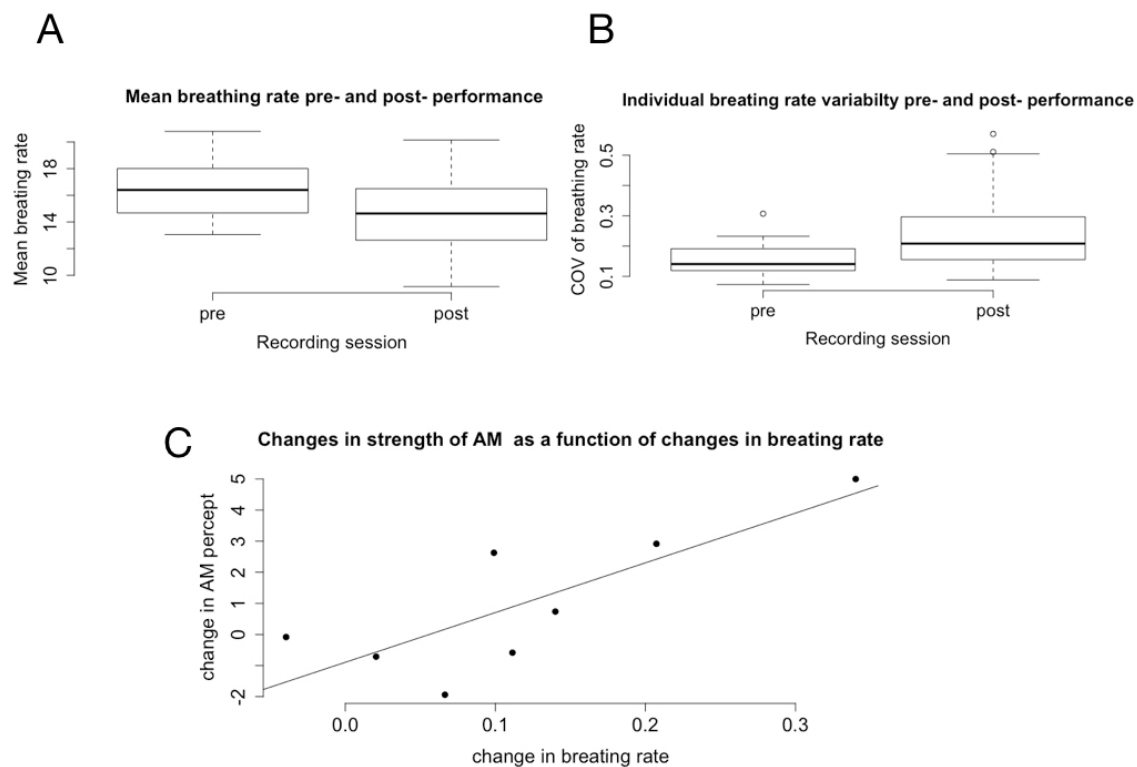 A
Mean breathing rate pre- and post- performance
Mean breating rate
18
14
10
pre
post
Recording session
B
Individual breating rate variabilty pre- and post- performance
COV of breathing rate
0.5
0.3
0.1
pre
post
Recording session
C
Changes in strength of AM as a function of changes in breating rate
change in AM percept
5
3
2
1
0
-2
0.0
0.1
0.2
0.3
change in breating rate